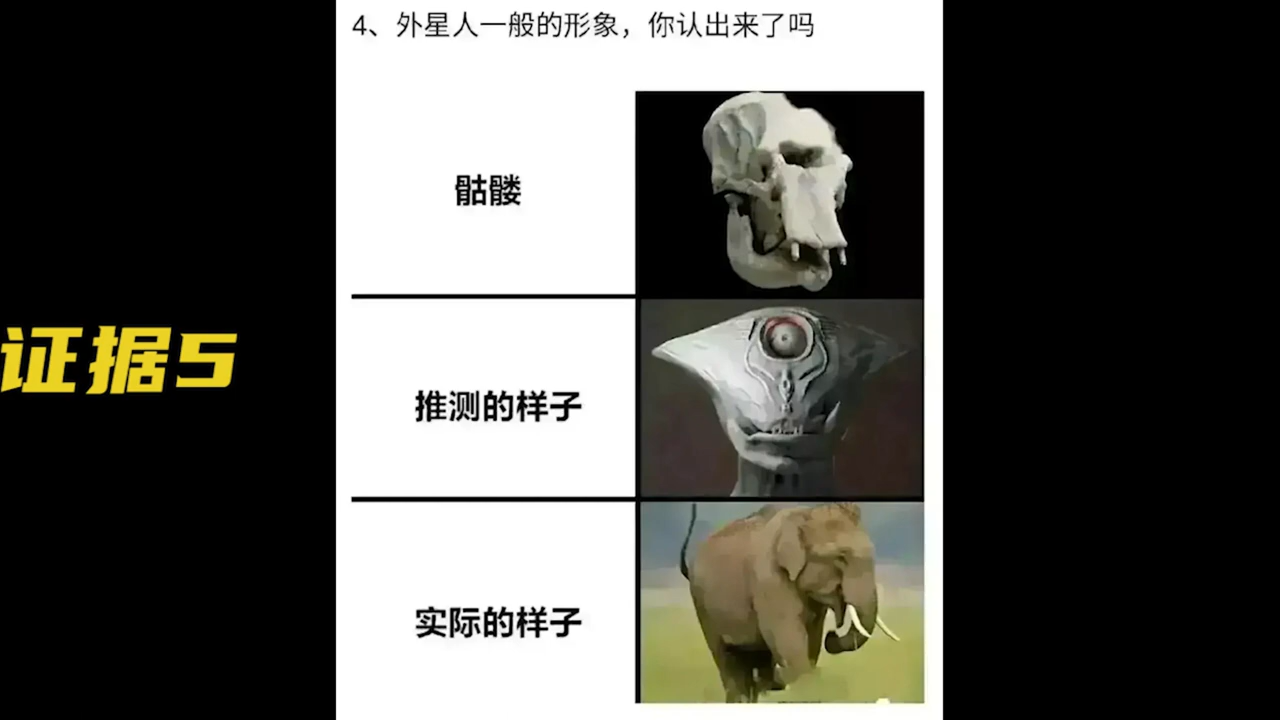 4、外星人一般的形象，你认出来了吗
骷髅
证据5
推测的样子
实际的样子